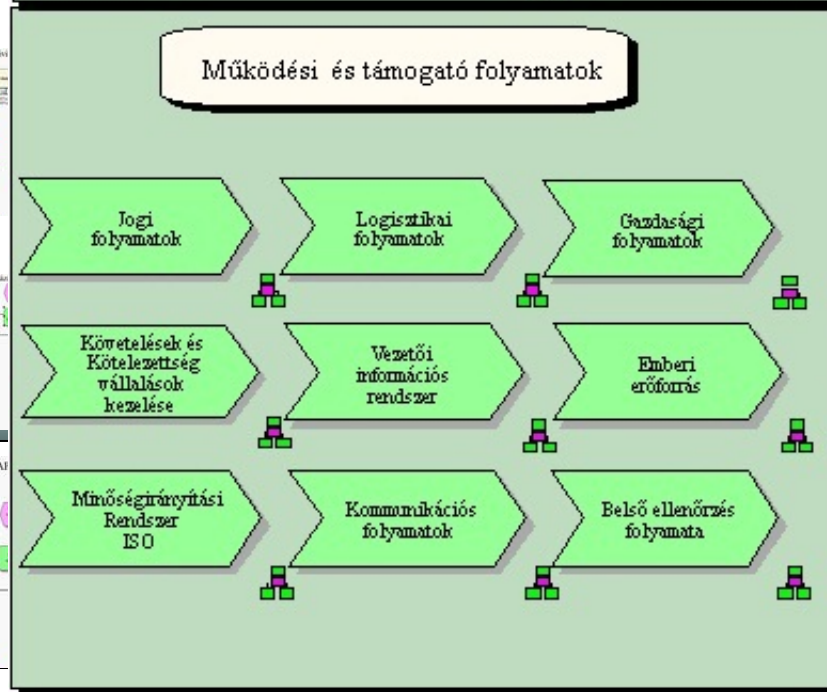 Működési és támogató folyamatok
Jogi
folyamatok
Logisztikai
folyamatok
Gazdasági
folyamatok
Követelések és
Kötelezettség
vállalások
kezelése
Vezetői
információs
rendszer
Emberi
erőforrás
Minőségirányítási
Rendszer
ISO
Kommunikációs
folyamatok
Belső ellenőrzés
folyamata